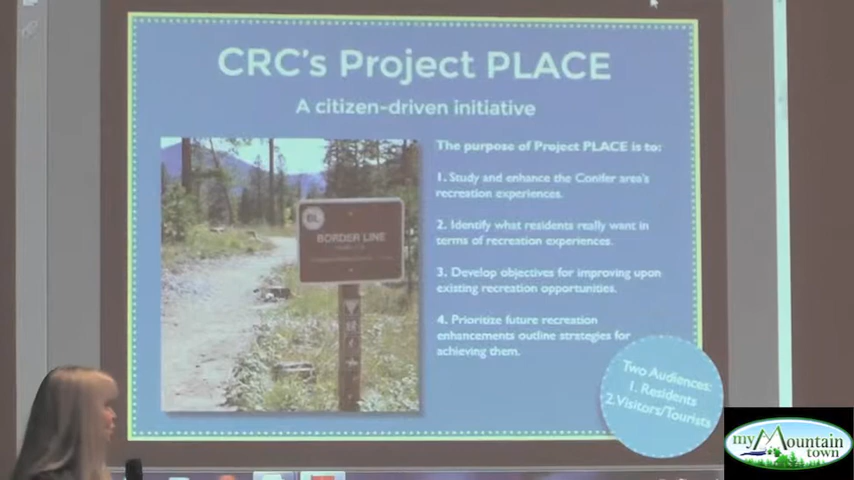 CRC's Project PLACE
A citizen-driven initiative
The purpose of Project PLACE is to:
1. Study and enhance the Conifer area's
recreation experiences.
2. Identify what residents really want in
terms of recreation experiences.
3. Develop objectives for improving upon
existing recreation opportunities.
4. Prioritize future recreation
enhancements outline strategies for
achieving them.
BL
BORDER LINE
Two Audiences:
1. Residents
2. Visitors/Tourists
my Mountain
town